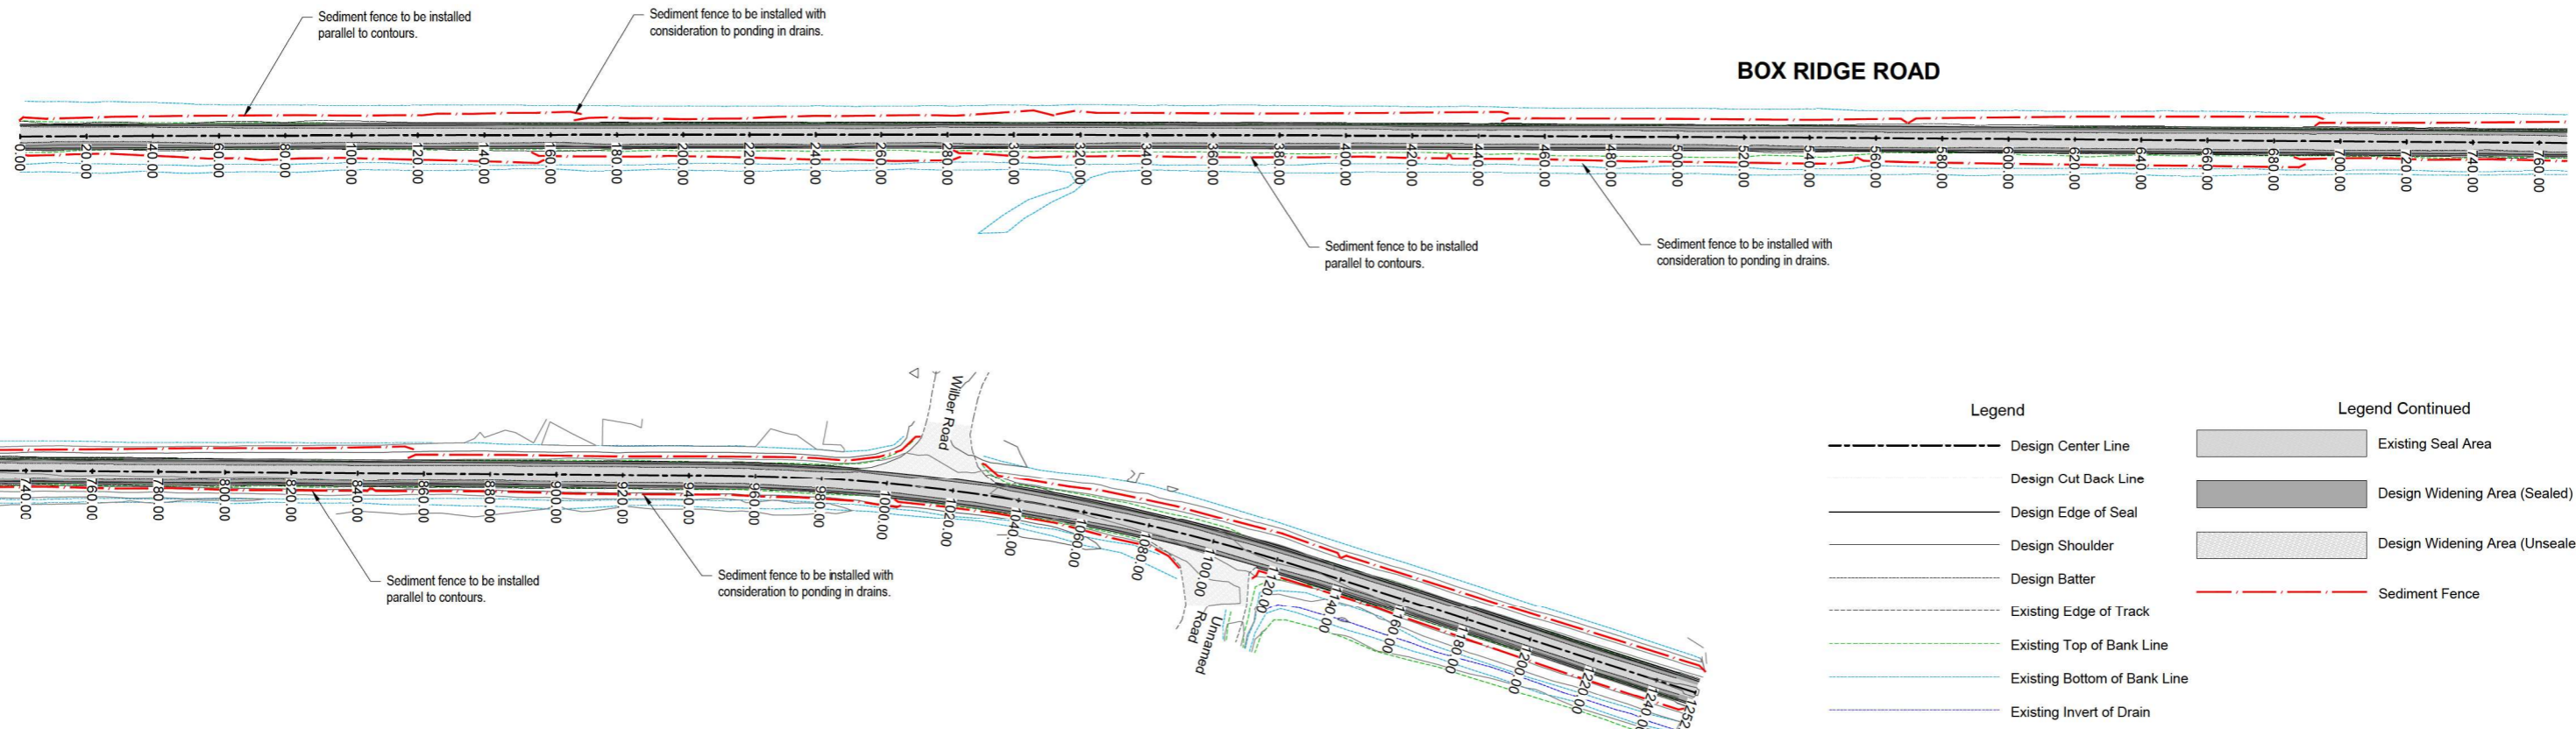 Sediment fence to be installed
parallel to contours.
Sediment fence to be installed with
consideration to ponding in drains.
BOX RIDGE ROAD
0.00
20.00
40.00
60.00
80.00
100.00
120.00
140.00
160.00
180.00
200.00
220.00
240.00
260.00
280.00
300.00
320.00
340.00
360.00
380.00
400.00
420.00
440.00
460.00
480.00
500.00
520.00
540.00
560.00
580.00
600.00
620.00
640.00
660.00
680.00
700.00
720.00
740.00
760.00
Sediment fence to be installed
parallel to contours.
Sediment fence to be installed with
consideration to ponding in drains.
Wilber Road
740.00
760.00
780.00
800.00
820.00
840.00
860.00
880.00
900.00
920.00
940.00
960.00
980.00
1000.00
1020.00
1040.00
1060.00
1080.00
1100.00
1120.00
1140.00
1160.00
1180.00
1200.00
1220.00
1240.0
1252
Sediment fence to be installed
parallel to contours.
Sediment fence to be installed with
consideration to ponding in drains.
Unnamed
Road
Legend
Design Center Line
Design Cut Back Line
Design Edge of Seal
Design Shoulder
Design Batter
Existing Edge of Track
Existing Top of Bank Line
Existing Bottom of Bank Line
Existing Invert of Drain
Legend Continued
Existing Seal Area
Design Widening Area (Sealed)
Design Widening Area (Unseale
Sediment Fence